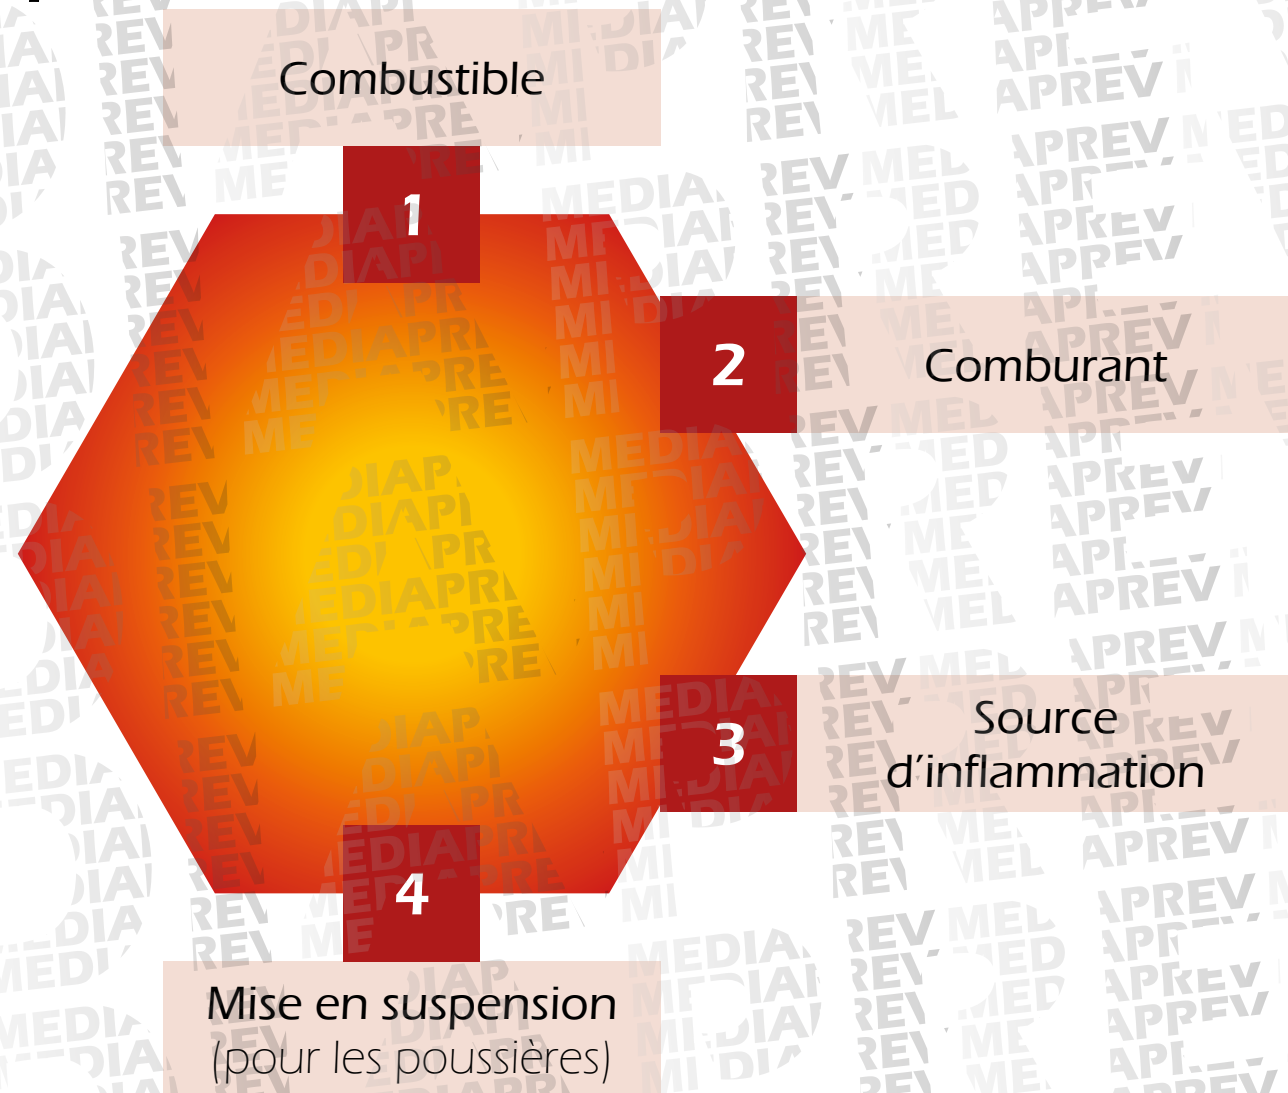 Combustible
1
2
Comburant
3
Source
d’inflammation
4
Mise en suspension
(pour les poussières)